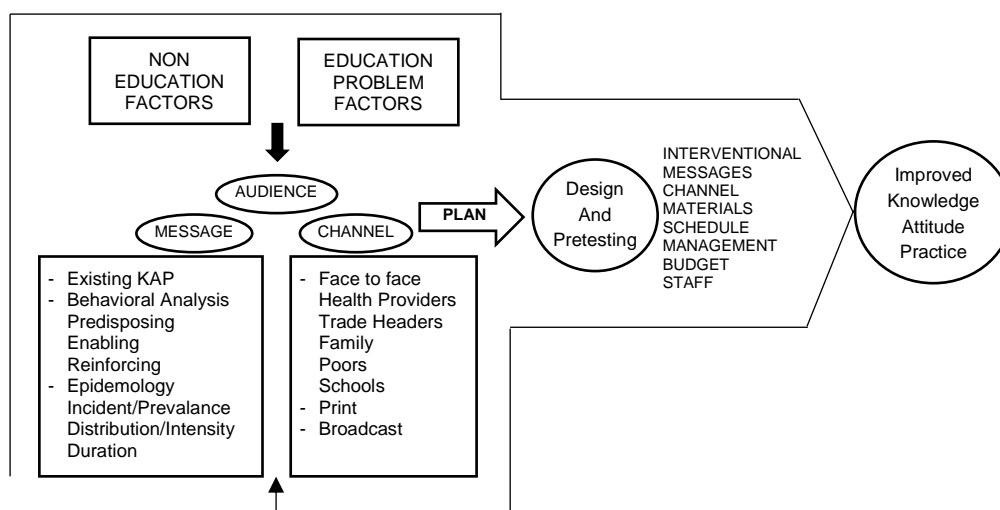 NON
EDUCATION
FACTORS
EDUCATION
PROBLEM
FACTORS
AUDIENCE
MESSAGE
CHANNEL
- Existing KAP
- Behavioral Analysis
Predisposing
Enabling
Reinforcing
- Epidemology
Incident/Prevalance
Distribution/Intensity
Duration
- Face to face
Health Providers
Trade Headers
Family
Poors
Schools
- Print
- Broadcast
PLAN
Design
And
Pretesting
INTERVENTIONAL
MESSAGES
CHANNEL
MATERIALS
SCHEDULE
MANAGEMENT
BUDGET
STAFF
Improved
Knowledge
Attitude
Practice